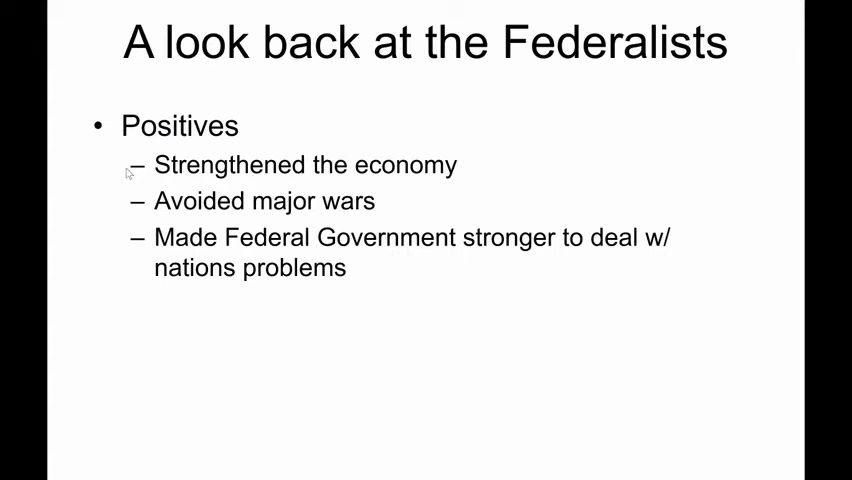 A look back at the Federalists
• Positives
– Strengthened the economy
– Avoided major wars
– Made Federal Government stronger to deal w/
nations problems